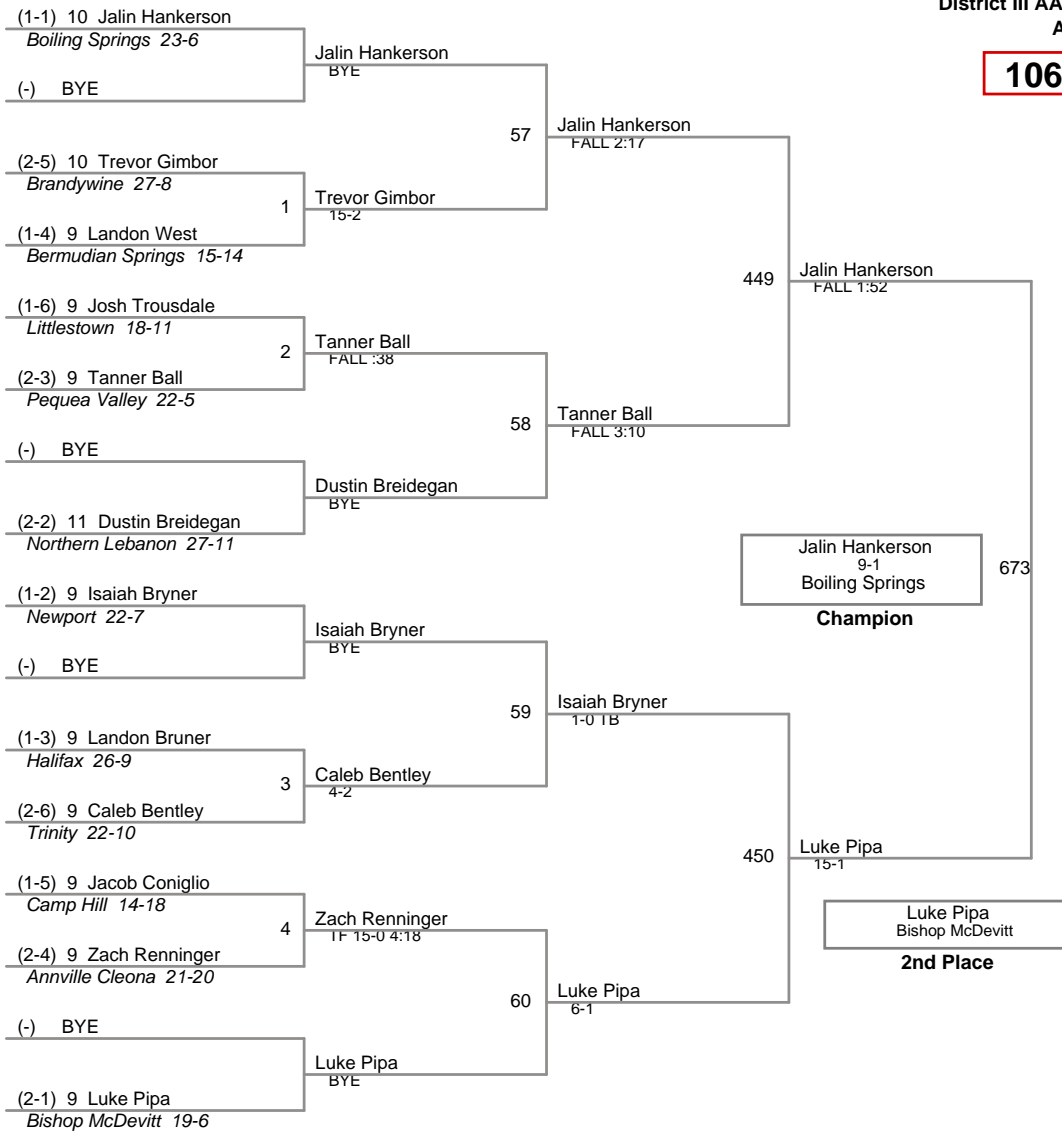 District III AA
A
106
(1-1) 10 Jalin Hankerson
Boiling Springs 23-6
(-) BYE
(2-5) 10 Trevor Gimbor
Brandywine 27-8
(1-4) 9 Landon West
Bermudian Springs 15-14
(1-6) 9 Josh Trousdale
Littlestown 18-11
(2-3) 9 Tanner Ball
Pequea Valley 22-5
(-) BYE
(2-2) 11 Dustin Breidegan
Northern Lebanon 27-11
(1-2) 9 Isaiah Bryner
Newport 22-7
(-) BYE
(1-3) 9 Landon Bruner
Halifax 26-9
(2-6) 9 Caleb Bentley
Trinity 22-10
(1-5) 9 Jacob Coniglio
Camp Hill 14-18
(2-4) 9 Zach Renninger
Annville Cleona 21-20
(-) BYE
(2-1) 9 Luke Pipa
Bishop McDevitt 19-6
Jalin Hankerson
BYE
1
Trevor Gimbor
15-2
2
Tanner Ball
FALL :38
Dustin Breidegan
BYE
Isaiah Bryner
BYE
3
Caleb Bentley
4-2
4
Zach Renninger
TF 15-0 4:18
Luke Pipa
BYE
57
Jalin Hankerson
FALL 2:17
58
Tanner Ball
FALL 3:10
59
Isaiah Bryner
1-0 TB
60
Luke Pipa
6-1
449
Jalin Hankerson
FALL 1:52
450
Luke Pipa
15-1
673
Jalin Hankerson
9-1
Boiling Springs
Champion
Luke Pipa
Bishop McDevitt
2nd Place